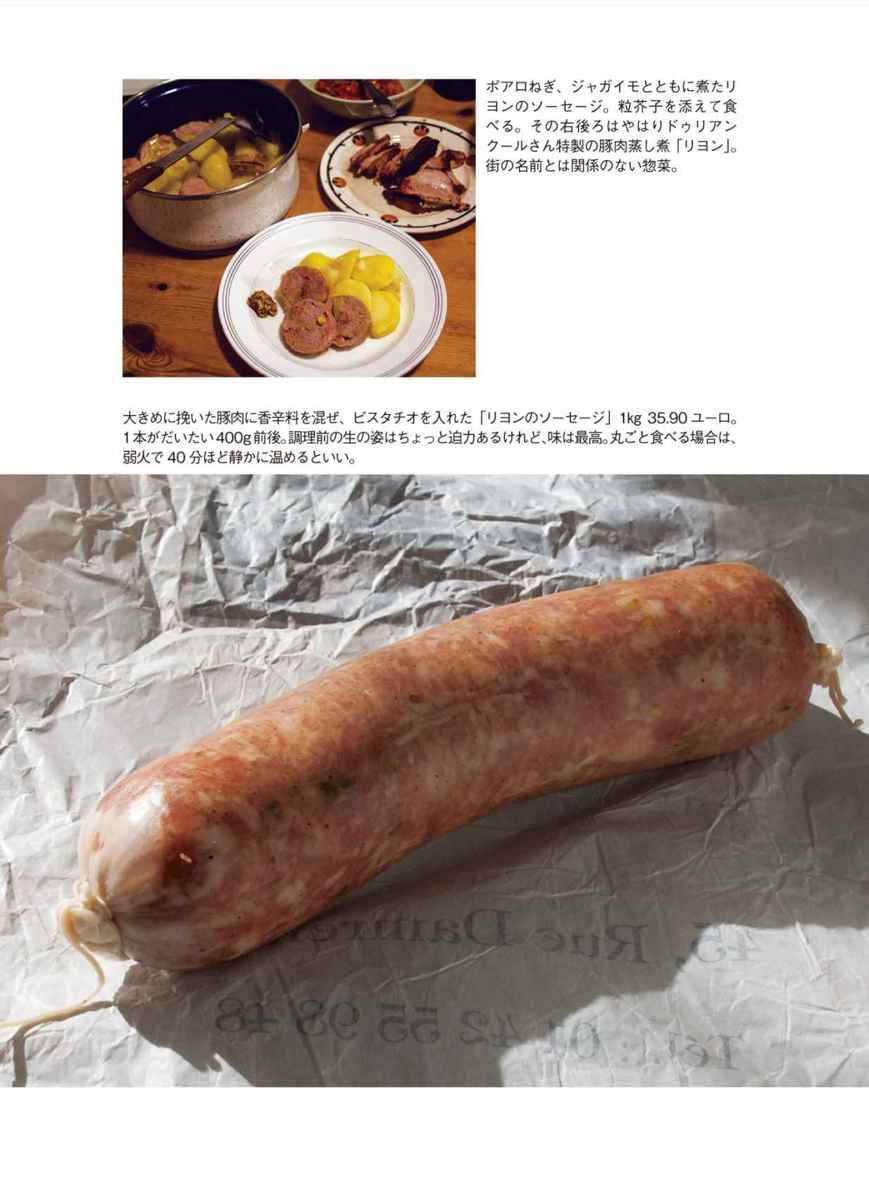 ポアロねぎ、ジャガイモとともに煮たリ
ヨンのソーセージ。粒芥子を添えて食
べる。その右後ろはやはりドゥリアン
クールさん特製の豚肉蒸し煮「リヨン」。
街の名前とは関係のない惣菜。
大きめに挽いた豚肉に香辛料を混ぜ、ピスタチオを入れた「リヨンのソーセージ」1kg 35.90 ユーロ。
1本がだいたい400g前後。調理前の生の姿はちょっと迫力あるけれど、味は最高。丸ごと食べる場合は、
弱火で 40 分ほど静かに温めるといい。
45, Rue
Tél : 01 42 55 98 48